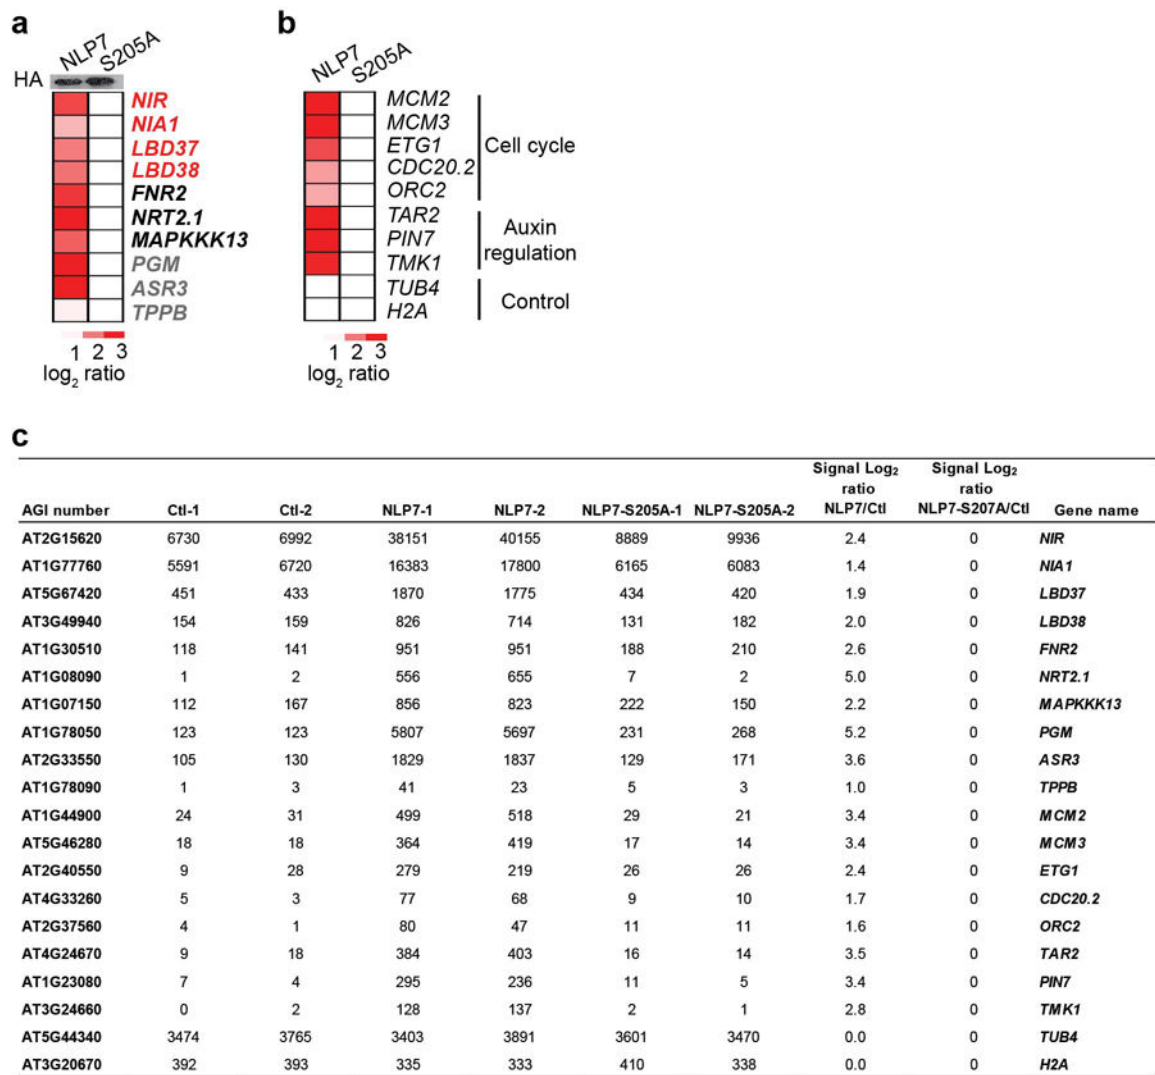 a
NLP7 S205A
HA
NIR
NIA1
LBD37
LBD38
FNR2
NRT2.1
MAPKKK13
PGM
ASR3
TPPB
1 2 3
log2 ratio
b
NLP7 S205A
MCM2
MCM3
ETG1
CDC20.2
ORC2
Cell cycle
TAR2
PIN7
TMK1
Auxin
regulation
TUB4
H2A
Control
1 2 3
log2 ratio
c
AGI number Ctl-1 Ctl-2 NLP7-1 NLP7-2 NLP7-S205A-1 NLP7-S205A-2 Signal Log2 ratio NLP7/Ctl Signal Log2 ratio NLP7-S207A/Ctl Gene name
AT2G15620 6730 6992 38151 40155 8889 9936 2.4 0 NIR
AT1G77760 5591 6720 16383 17800 6165 6083 1.4 0 NIA1
AT5G67420 451 433 1870 1775 434 420 1.9 0 LBD37
AT3G49940 154 159 826 714 131 182 2.0 0 LBD38
AT1G30510 118 141 951 951 188 210 2.6 0 FNR2
AT1G08090 1 2 556 655 7 2 5.0 0 NRT2.1
AT1G07150 112 167 856 823 222 150 2.2 0 MAPKKK13
AT1G78050 123 123 5807 5697 231 268 5.2 0 PGM
AT2G33550 105 130 1829 1837 129 171 3.6 0 ASR3
AT1G78090 1 3 41 23 5 3 1.0 0 TPPB
AT1G44900 24 31 499 518 29 21 3.4 0 MCM2
AT5G46280 18 18 364 419 17 14 3.4 0 MCM3
AT2G40550 9 28 279 219 26 26 2.4 0 ETG1
AT4G33260 5 3 77 68 9 10 1.7 0 CDC20.2
AT2G37560 4 1 80 47 11 11 1.6 0 ORC2
AT4G24670 9 18 384 403 16 14 3.5 0 TAR2
AT1G23080 7 4 295 236 11 5 3.4 0 PIN7
AT3G24660 0 2 128 137 2 1 2.8 0 TMK1
AT5G44340 3474 3765 3403 3891 3601 3470 0.0 0 TUB4
AT3G20670 392 393 335 333 410 338 0.0 0 H2A